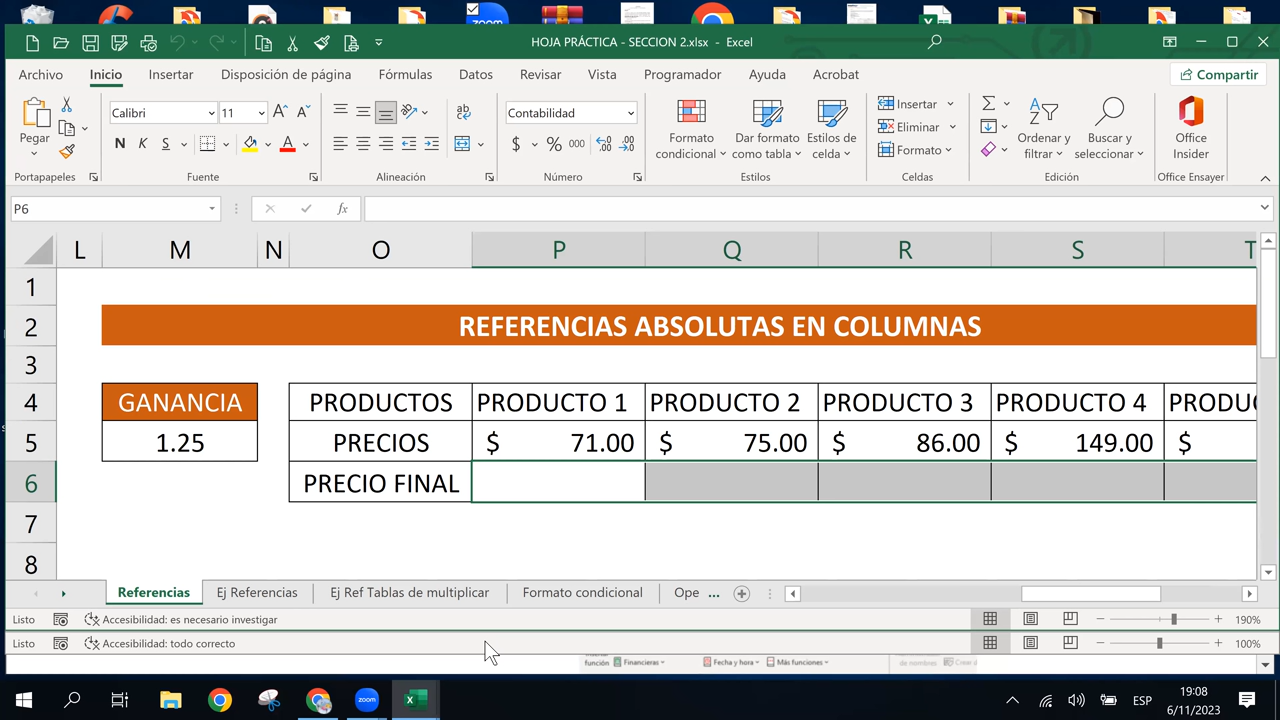 zoom
HOJA PRÁCTICA - SECCION 2.xlsx - Excel
Archivo Inicio Insertar Disposición de página Fórmulas Datos Revisar Vista Programador Ayuda Acrobat Compartir
Pegar
Calibri 11
N K S
Contabilidad
$ % 000
Formato condicional
Dar formato como tabla
Estilos de celda
Insertar
Eliminar
Formato
Ordenar y filtrar
Buscar y seleccionar
Office Insider
Portapapeles Fuente Alineación Número Estilos Celdas Edición Office Ensayer
P6 fx
L M N O P Q R S T
1
2 REFERENCIAS ABSOLUTAS EN COLUMNAS
3
4 GANANCIA PRODUCTOS PRODUCTO 1 PRODUCTO 2 PRODUCTO 3 PRODUCTO 4 PRODUC
5 1.25 PRECIOS $ 71.00 $ 75.00 $ 86.00 $ 149.00 $
6 PRECIO FINAL
7
8
Referencias Ej Referencias Ej Ref Tablas de multiplicar Formato condicional Ope ...
Listo Accesibilidad: es necesario investigar 190%
Listo Accesibilidad: todo correcto 100%
función Financieras Fecha y hora Más funciones de nombres
zoom ESP 19:08
6/11/2023